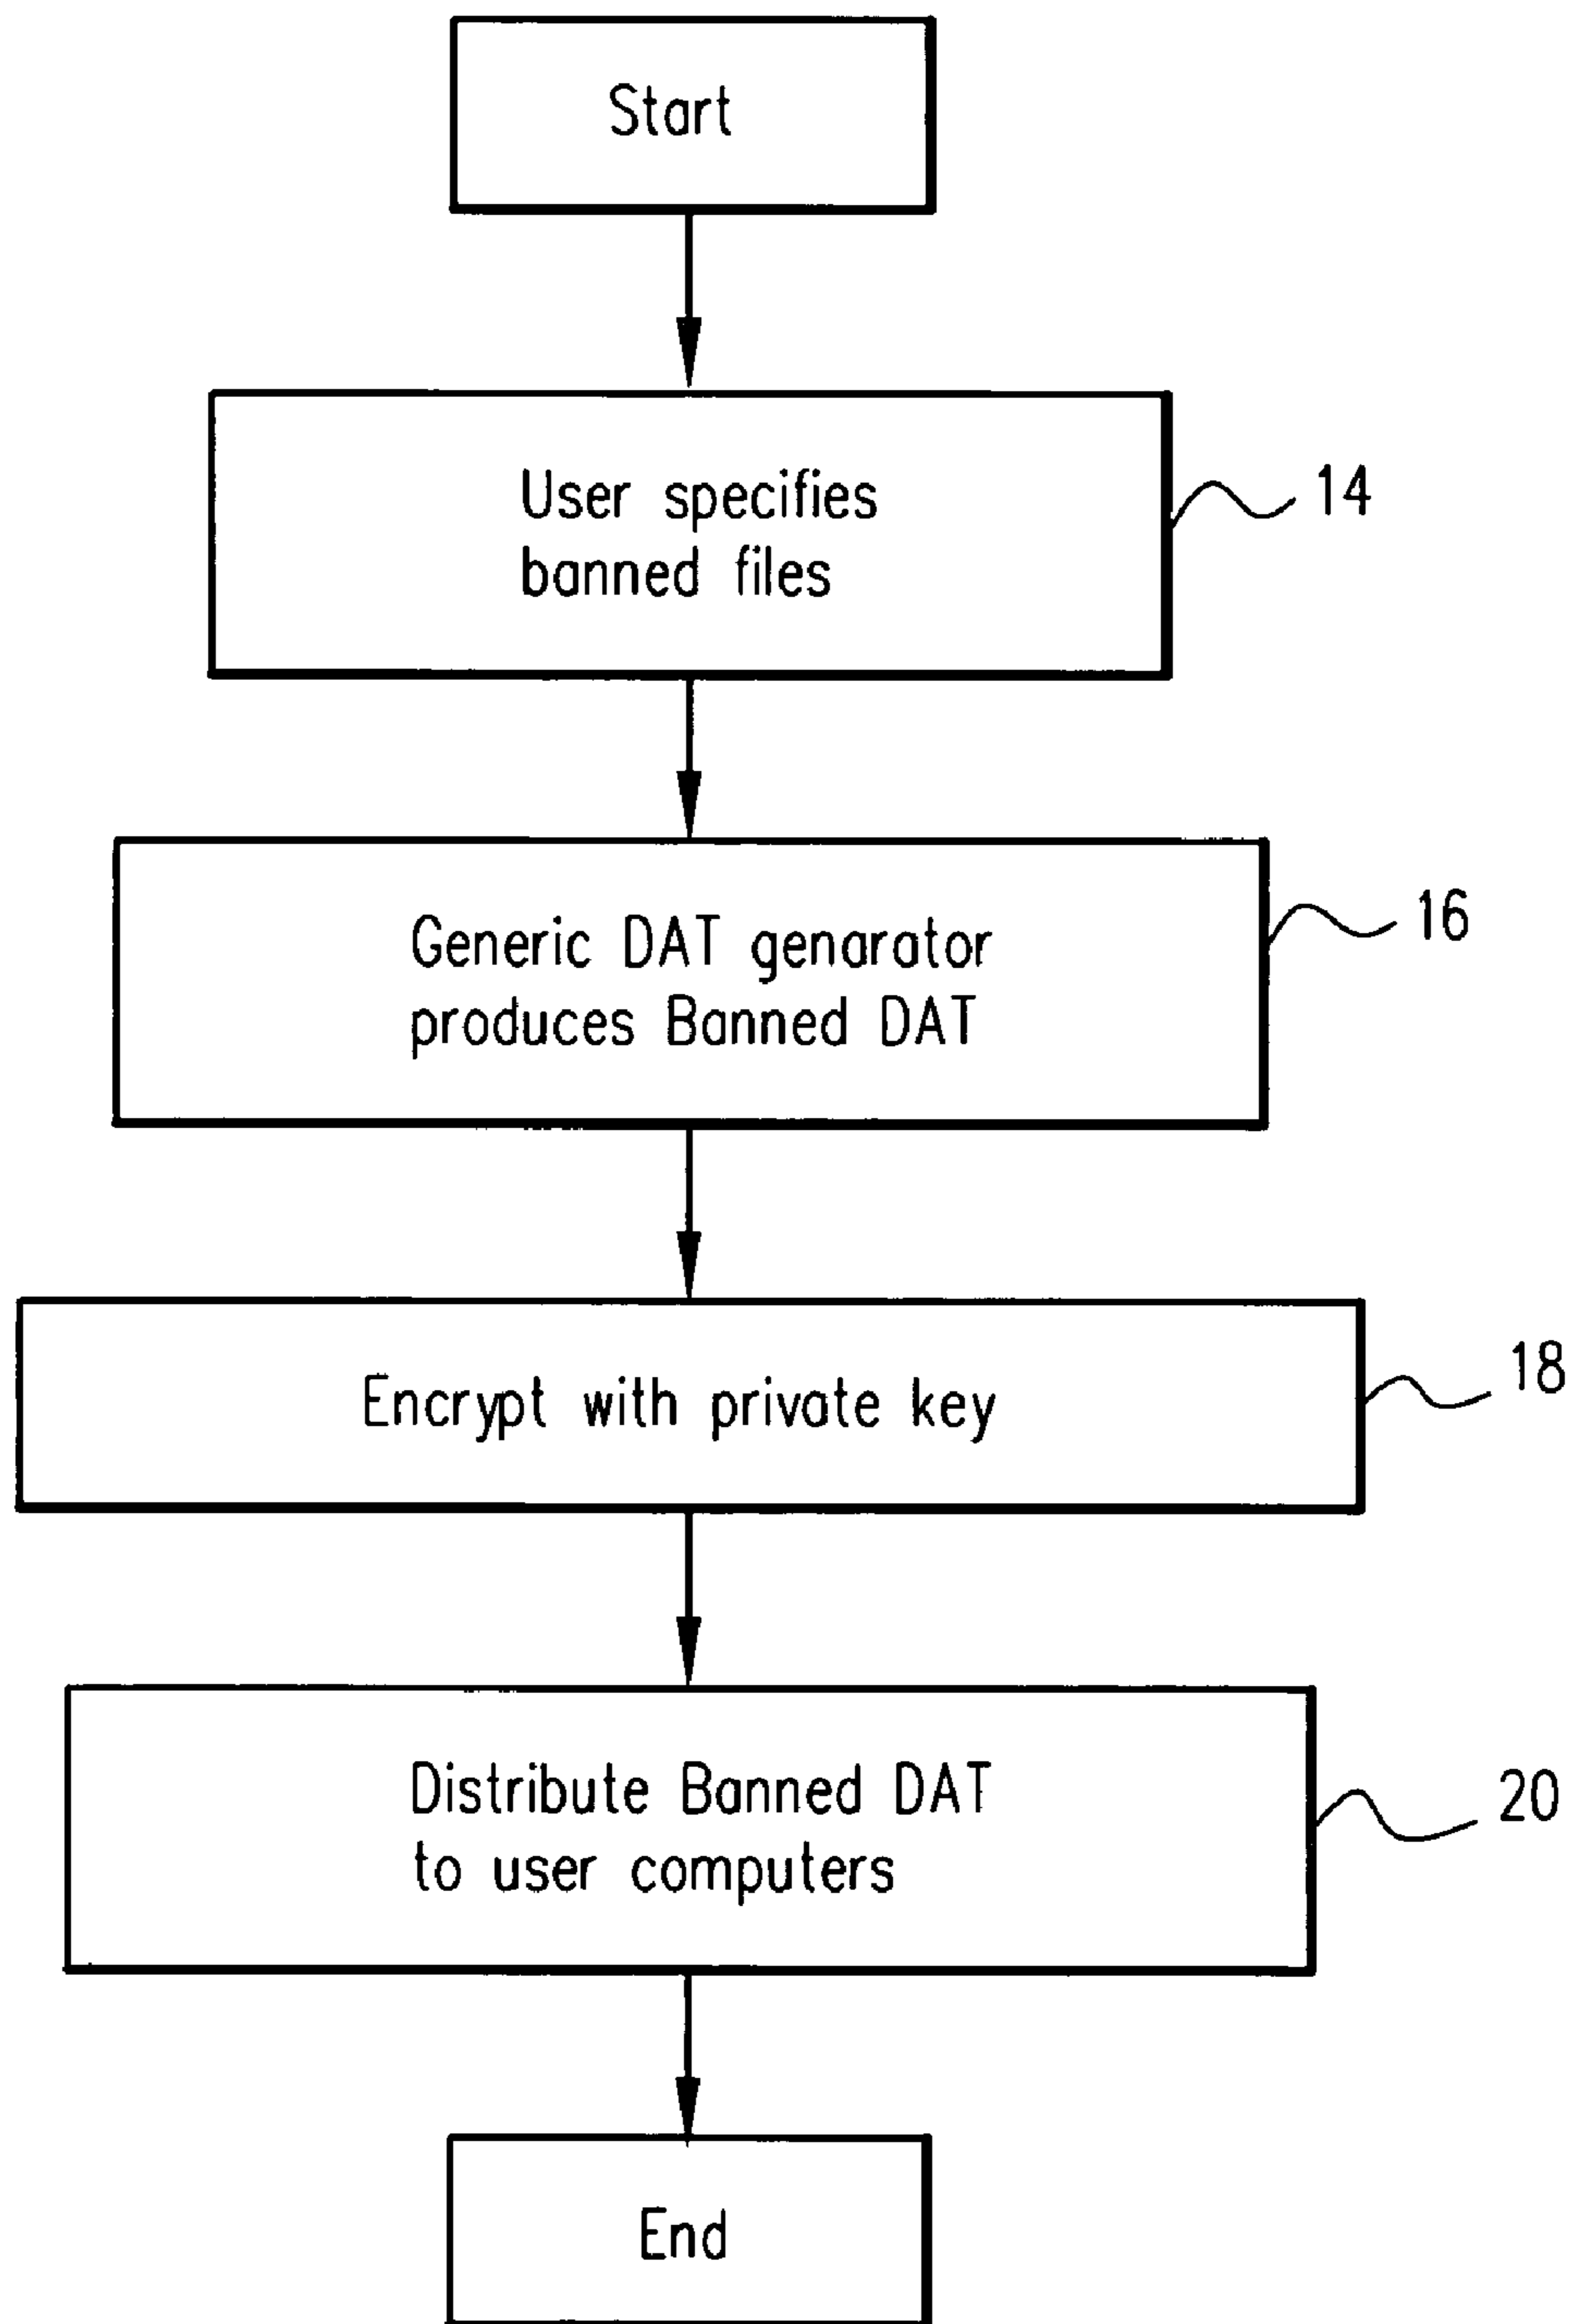 Start
User specifies
banned files
14
Generic DAT genarator
produces Banned DAT
16
Encrypt with private key
18
Distribute Banned DAT
to user computers
20
End